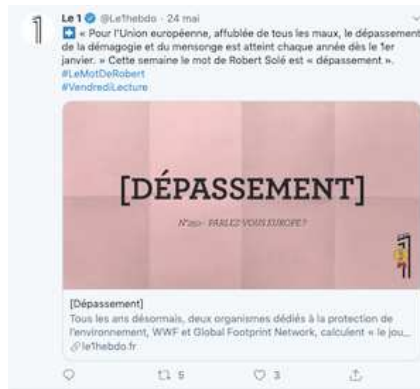 Le 1 @Le1hebdo · 24 mai
« Pour l'Union européenne, affublée de tous les maux, le dépassement
de la démagogie et du mensonge est atteint chaque année dès le 1er
janvier. » Cette semaine le mot de Robert Solé est « dépassement ».
#LeMotDeRobert
#VendrediLecture
[DÉPASSEMENT]
PARLEZ-VOUS EUROPE ?
[Dépassement]
Tous les ans désormais, deux organismes dédiés à la protection de
l'environnement, WWF et Global Footprint Network, calculent « le jou...
le1hebdo.fr
5
3